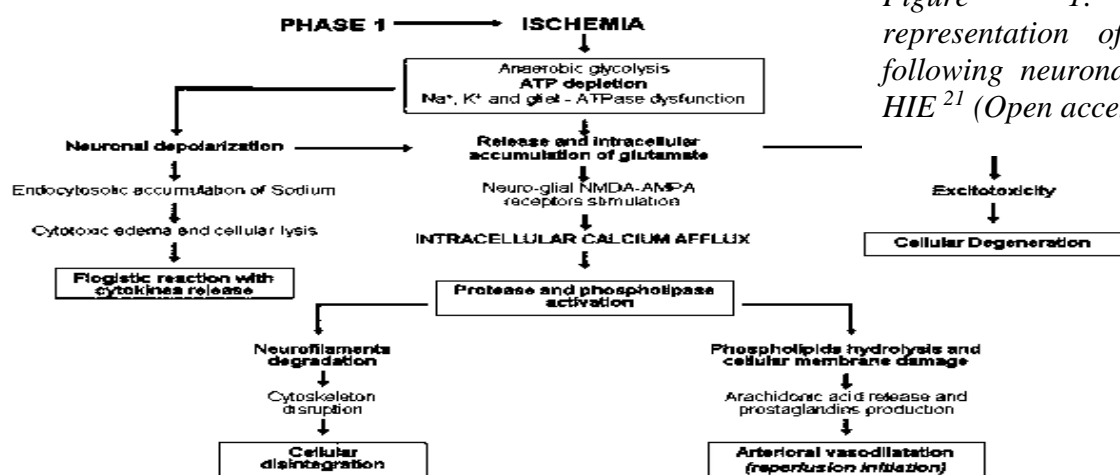 PHASE 1
ISCHEMIA
Figure 1.
representation of
following neurona
HIE 21 (Open acce
Anaerobic glycolysis
ATP depletion
Na+, K+ and gliel - ATPase dysfunction
Neuronal depolarization
Release and intracellular
accumulation of glutamate
Endocytosolic accumulation of Sodium
Neuro-glial NMDA-AMPA
receptors stimulation
Excitotoxicity
Cytotoxic edema and cellular lysis
INTRACELLULAR CALCIUM AFFLUX
Cellular Degeneration
Flogistic reaction with
cytokines release
Protease and phospholipase
activation
Neurofilaments
degradation
Phospholipids hydrolysis and
cellular membrane damage
Cytoskeleton
disruption
Arachidonic acid release and
prostaglandins production
Cellular
disintegration
Arterioral vasodilatation
(reperfusion initiation)